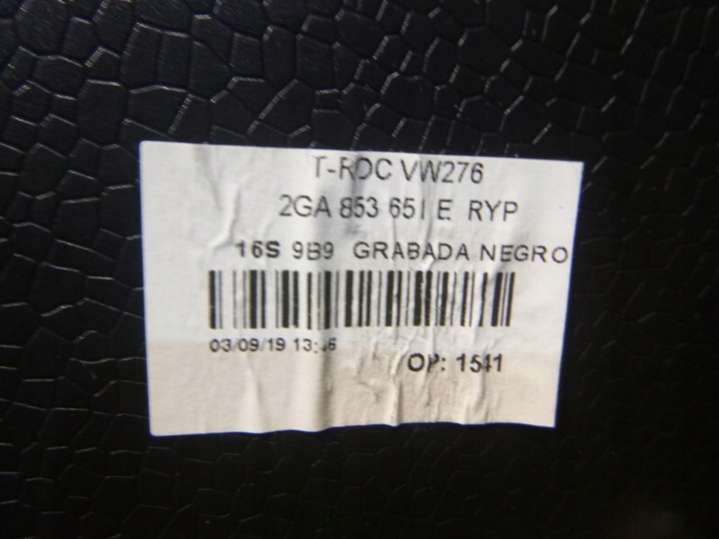 T-ROC VW276
2GA 853 651 E RYP
16S 9B9 GRABADA NEGRO
03/09/19
OP: 1541